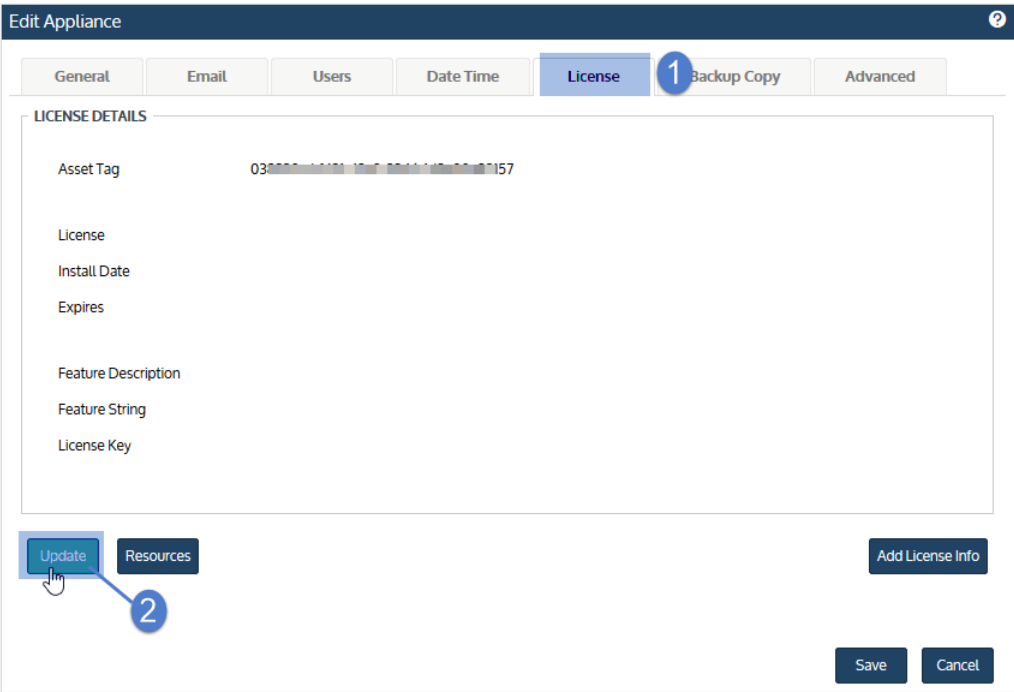 Edit Appliance ?
General Email Users Date Time License 1 Backup Copy Advanced
LICENSE DETAILS
Asset Tag
License
Install Date
Expires
Feature Description
Feature String
License Key
Update Resources Add License Info
2
Save Cancel